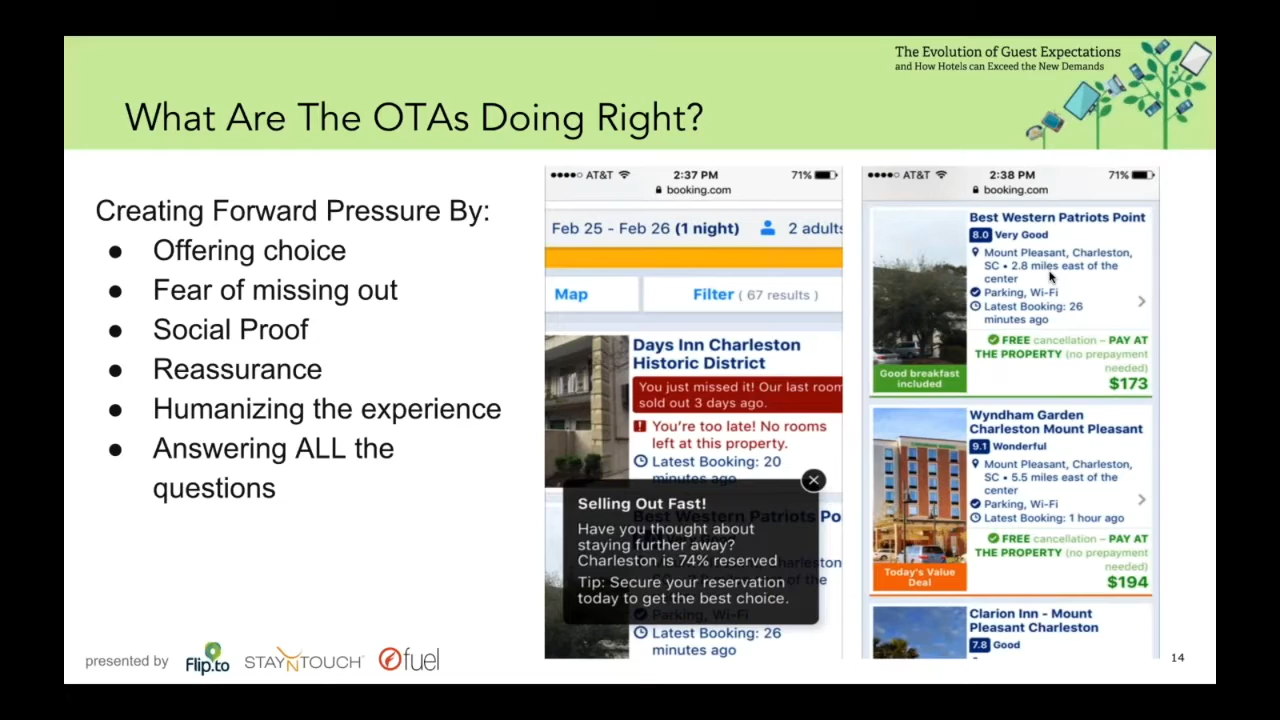 The Evolution of Guest Expectations
and How Hotels can Exceed the New Demands
What Are The OTAs Doing Right?
Creating Forward Pressure By:
● Offering choice
● Fear of missing out
● Social Proof
● Reassurance
● Humanizing the experience
● Answering ALL the
questions
AT&T 2:37 PM 71%
booking.com
Feb 25 - Feb 26 (1 night) 2 adults
Map Filter ( 67 results )
Days Inn Charleston
Historic District
You just missed it! Our last room
sold out 3 days ago.
You're too late! No rooms
left at this property.
Latest Booking: 20
minutes ago
Selling Out Fast!
Have you thought about
staying further away?
Charleston is 74% reserved
Tip: Secure your reservation
today to get the best choice.
Best Western Patriots Po
Parking, Wi-Fi
Latest Booking: 26
minutes ago
AT&T 2:38 PM 71%
booking.com
Best Western Patriots Point
8.0 Very Good
Mount Pleasant, Charleston,
SC • 2.8 miles east of the
center
Parking, Wi-Fi
Latest Booking: 26
minutes ago
FREE cancellation – PAY AT
THE PROPERTY (no prepayment
needed)
Good breakfast
included
$173
Wyndham Garden
Charleston Mount Pleasant
9.1 Wonderful
Mount Pleasant, Charleston,
SC • 5.5 miles east of the
center
Parking, Wi-Fi
Latest Booking: 1 hour ago
FREE cancellation – PAY AT
THE PROPERTY (no prepayment
needed)
Today's Value
Deal
$194
Clarion Inn - Mount
Pleasant Charleston
7.8 Good
presented by Flip.to STAYNTOUCH fuel
14